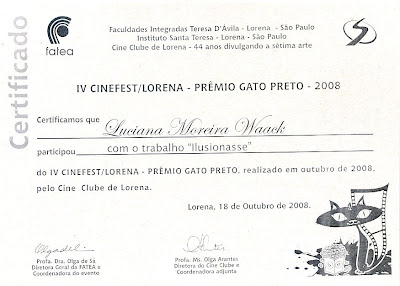 Certificado
fatea
Faculdades Integradas Teresa D'Ávila - Lorena - São Paulo
Instituto Santa Teresa - Lorena - São Paulo
Cine Clube de Lorena - 44 anos divulgando a sétima arte
IV CINEFEST/LORENA - PRÊMIO GATO PRETO - 2008
Certificamos que Luciana Moreira Waack
participou com o trabalho "Ilusionasse"
do IV CINEFEST/LORENA - PRÊMIO GATO PRETO, realizado em outubro de 2008,
pelo Cine Clube de Lorena.
Lorena, 18 de Outubro de 2008.
Profa. Dra. Olga de Sá
Diretora Geral da FATEA e
Coordenadora do evento
Profa. Ms. Olga Arantes
Diretora do Cine Clube e
Coordenadora adjunta